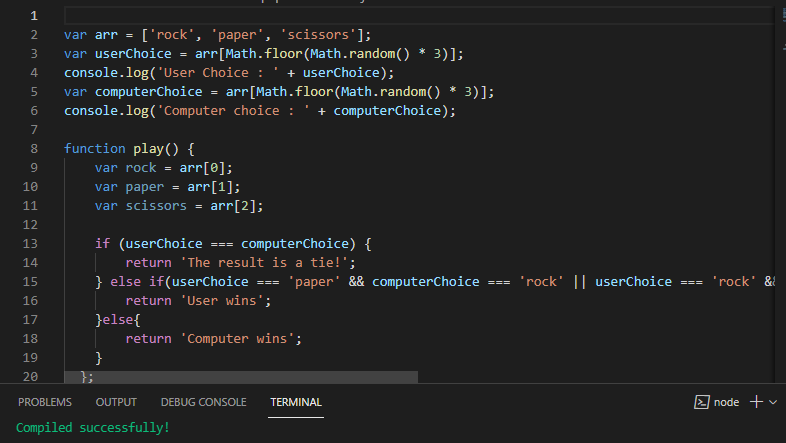 1
2 var arr = ['rock', 'paper', 'scissors'];
3 var userChoice = arr[Math.floor(Math.random() * 3)];
4 console.log('User Choice : ' + userChoice);
5 var computerChoice = arr[Math.floor(Math.random() * 3)];
6 console.log('Computer choice : ' + computerChoice);
7
8 function play() {
9 var rock = arr[0];
10 var paper = arr[1];
11 var scissors = arr[2];
12
13 if (userChoice === computerChoice) {
14 return 'The result is a tie!';
15 } else if(userChoice === 'paper' && computerChoice === 'rock' || userChoice === 'rock' &&
16 return 'User wins';
17 }else{
18 return 'Computer wins';
19 }
20 };
PROBLEMS OUTPUT DEBUG CONSOLE TERMINAL node
Compiled successfully!